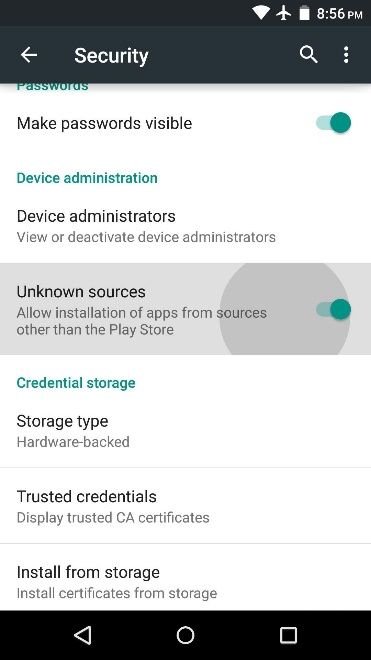 8:56 PM
Security
Passwords
Make passwords visible
Device administration
Device administrators
View or deactivate device administrators
Unknown sources
Allow installation of apps from sources
other than the Play Store
Credential storage
Storage type
Hardware-backed
Trusted credentials
Display trusted CA certificates
Install from storage
Install certificates from storage